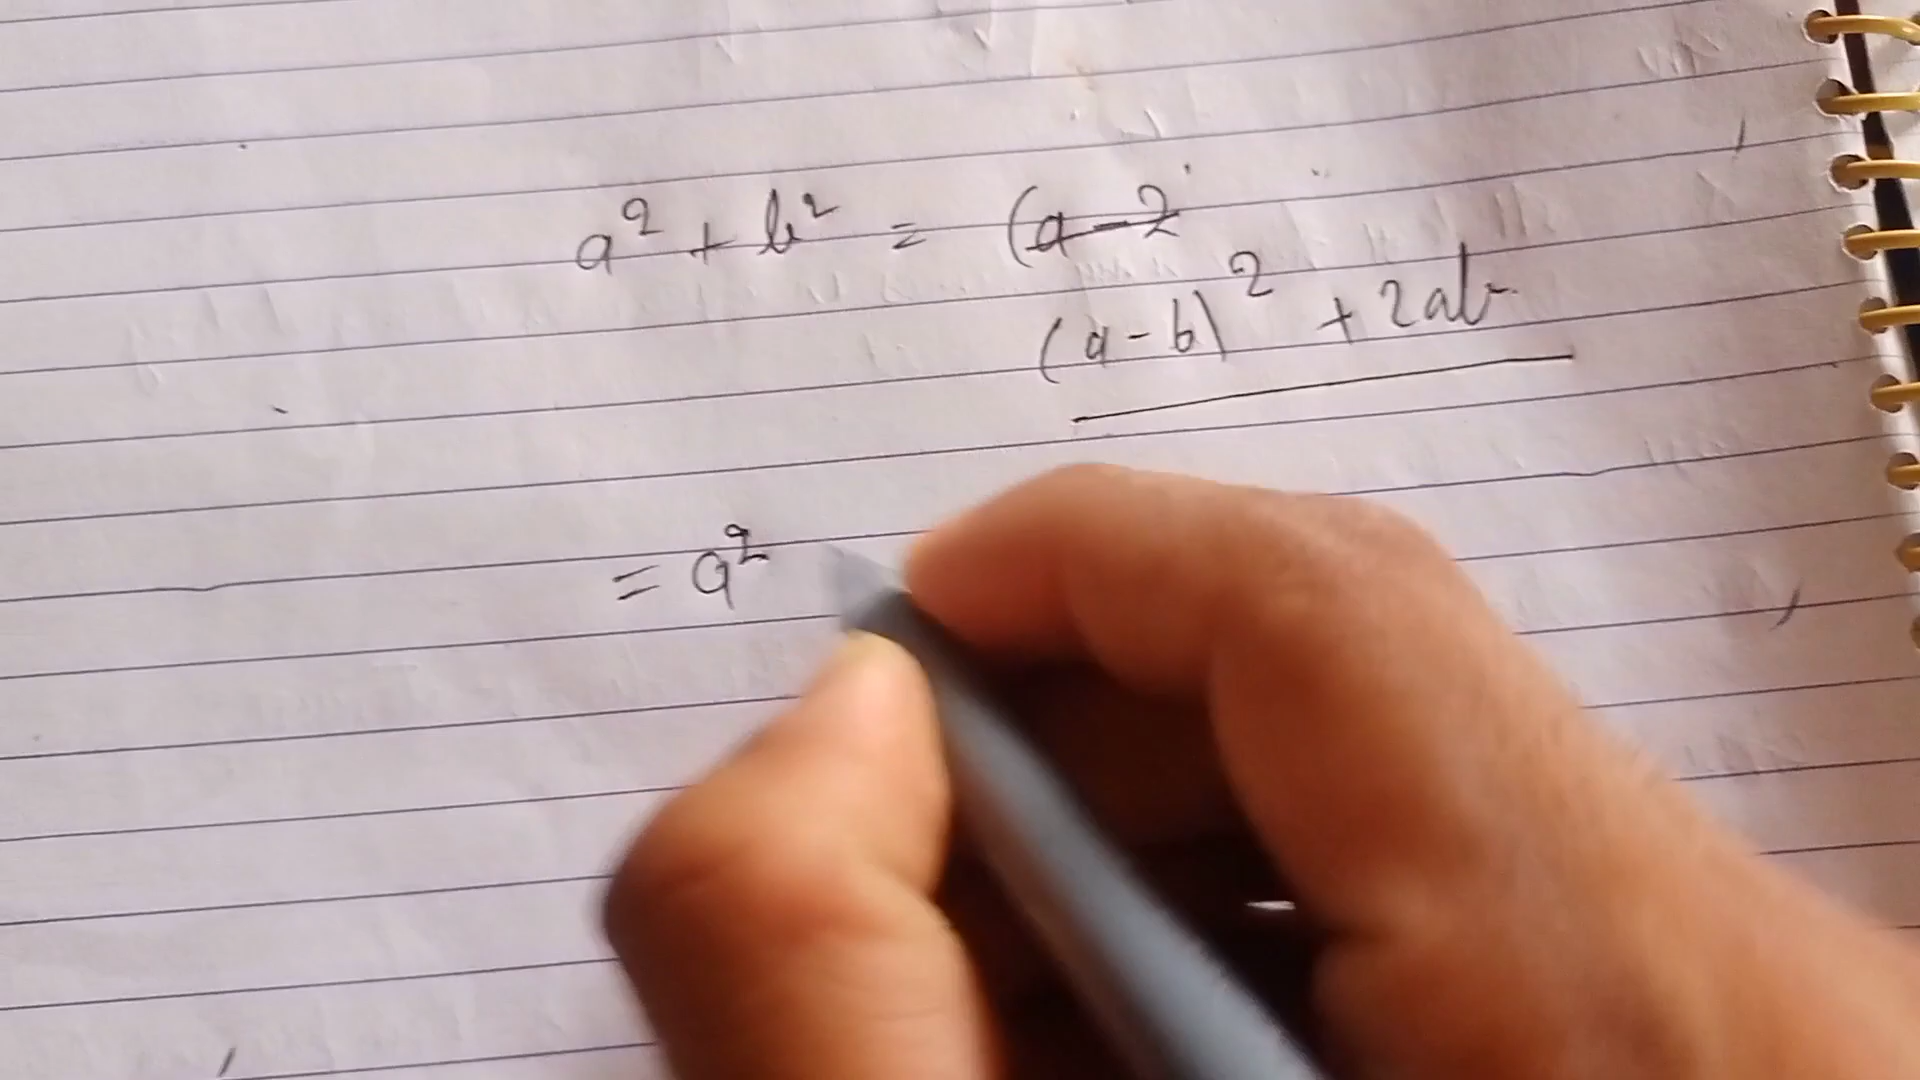 a² + b² = (a - 2
(a - b)² + 2ab
= a²